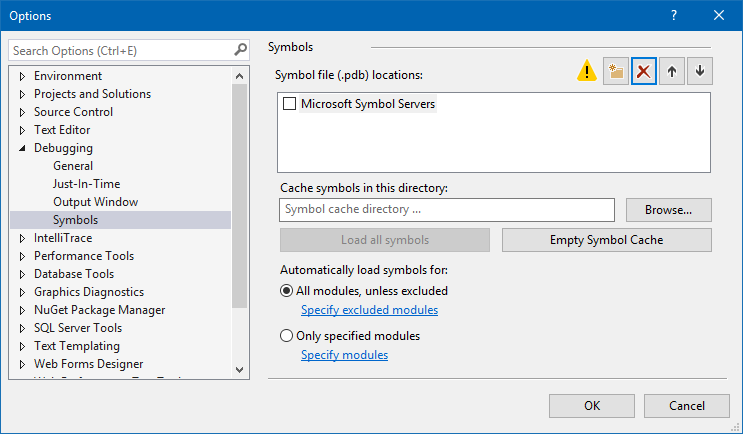 Options
Search Options (Ctrl+E)
Environment
Projects and Solutions
Source Control
Text Editor
Debugging
General
Just-In-Time
Output Window
Symbols
IntelliTrace
Performance Tools
Database Tools
Graphics Diagnostics
NuGet Package Manager
SQL Server Tools
Text Templating
Web Forms Designer
Symbols
Symbol file (.pdb) locations:
Microsoft Symbol Servers
Cache symbols in this directory:
Symbol cache directory ...
Browse...
Load all symbols
Empty Symbol Cache
Automatically load symbols for:
All modules, unless excluded
Specify excluded modules
Only specified modules
Specify modules
OK
Cancel